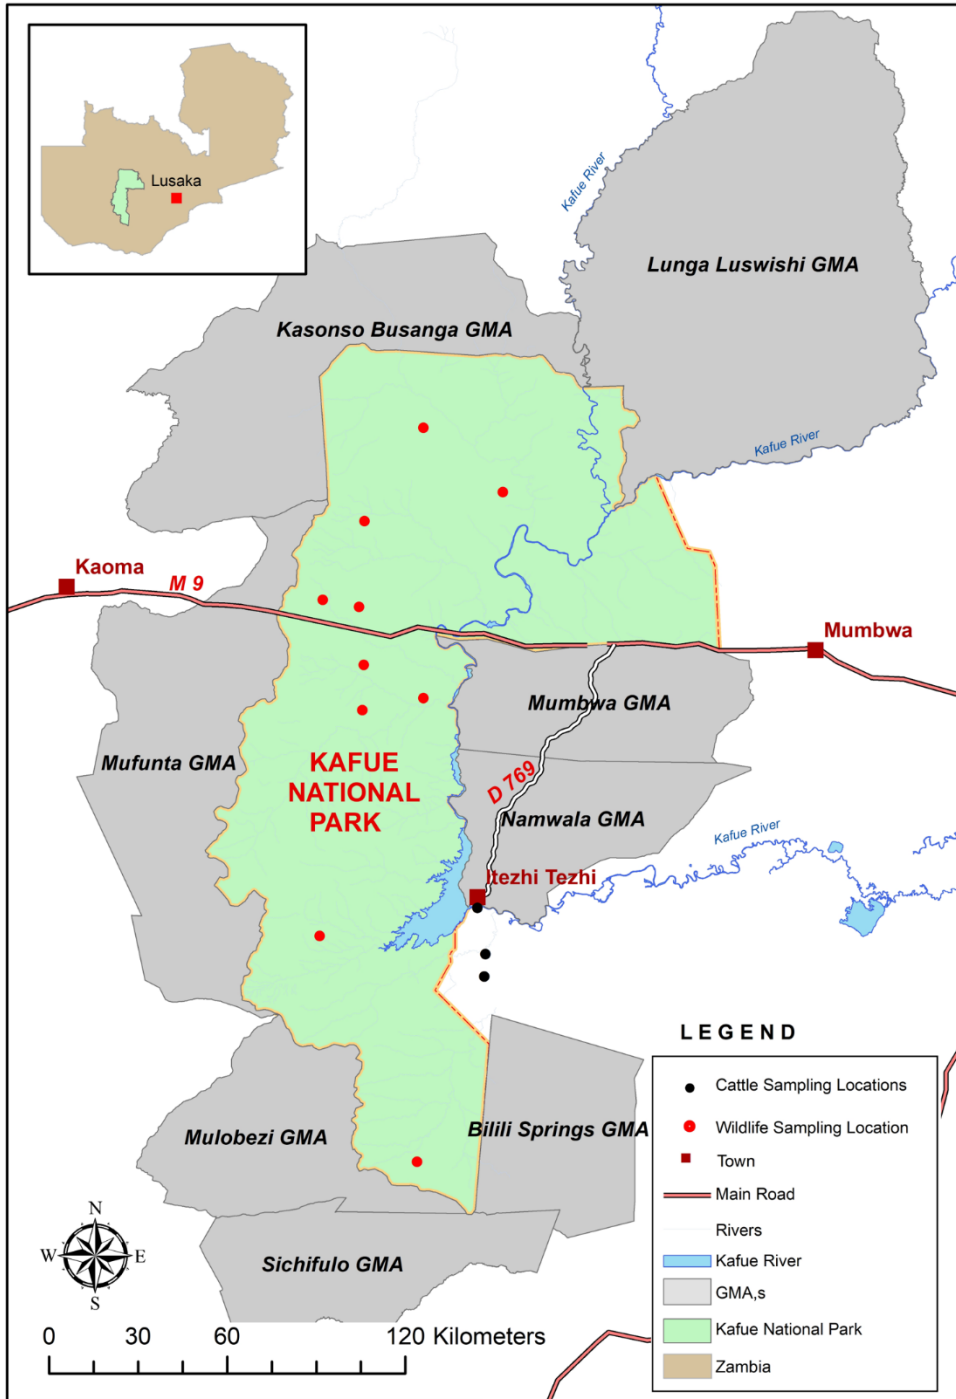 Lusaka
Kafue River
Lunga Luswishi GMA
Kasonso Busanga GMA
Kafue River
Kaoma
M 9
Mumbwa
Mumbwa GMA
Mufunta GMA
KAFUE
NATIONAL
PARK
D 769
Namwala GMA
Kafue River
Itezhi Tezhi
Mulobezi GMA
Bilili Springs GMA
Sichifulo GMA
N
W
E
S
0 30 60 120 Kilometers
LEGEND
Cattle Sampling Locations
Wildlife Sampling Location
Town
Main Road
Rivers
Kafue River
GMA,s
Kafue National Park
Zambia